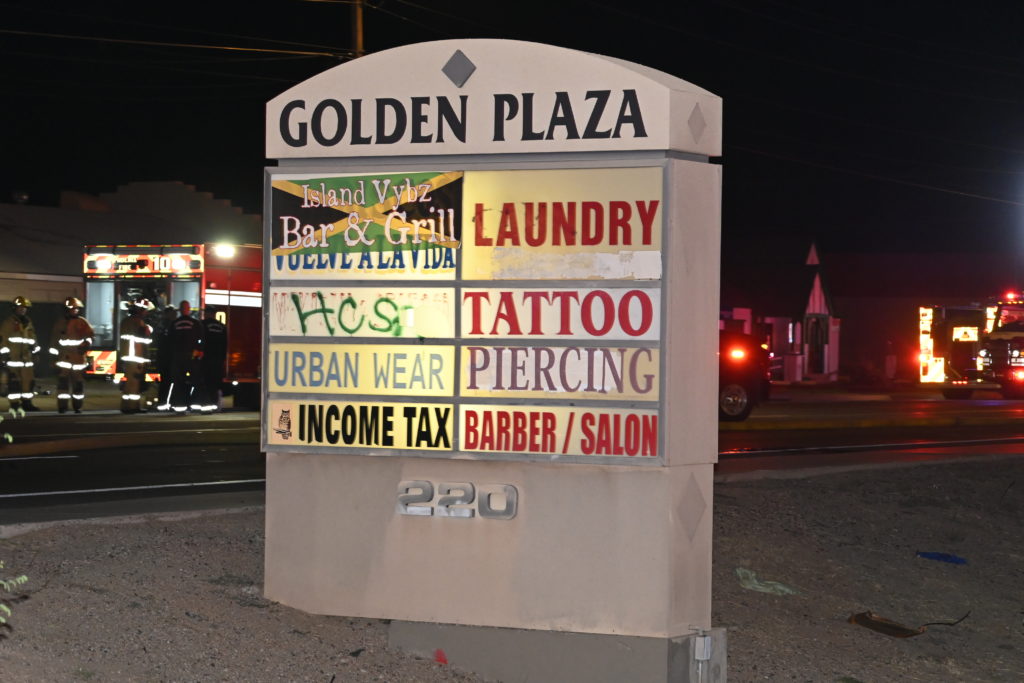 GOLDEN PLAZA
Island Vybz
Bar & Grill
VUELVE A LA VIDA
LAUNDRY
HCS
TATTOO
URBAN WEAR
PIERCING
INCOME TAX
BARBER / SALON
220